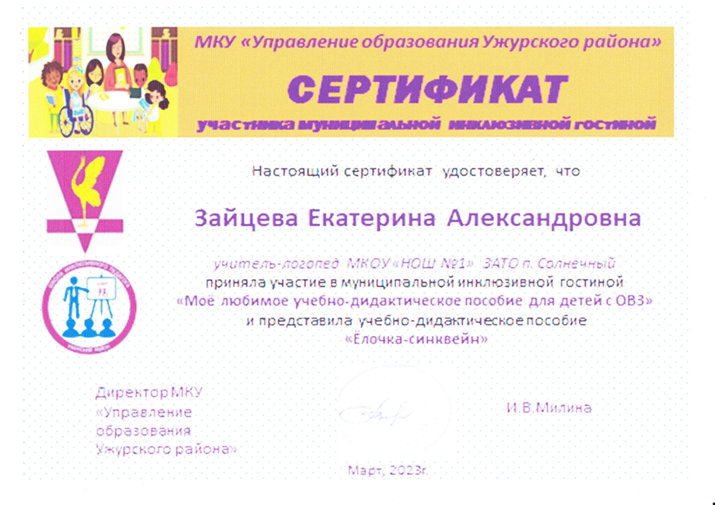 МКУ «Управление образования Ужурского района»
СЕРТИФИКАТ
участника муниципальной инклюзивной гостиной
Настоящий сертификат удостоверяет, что
Зайцева Екатерина Александровна
учитель-логопед МКОУ «НОШ №1» ЗАТО п. Солнечный
приняла участие в муниципальной инклюзивной гостиной
«Моё любимое учебно-дидактическое пособие для детей с ОВЗ»
и представила учебно-дидактическое пособие
«Ёлочка-синквейн»
Директор МКУ
«Управление
образования
Ужурского района»
И.В.Милина
Март, 2023г.